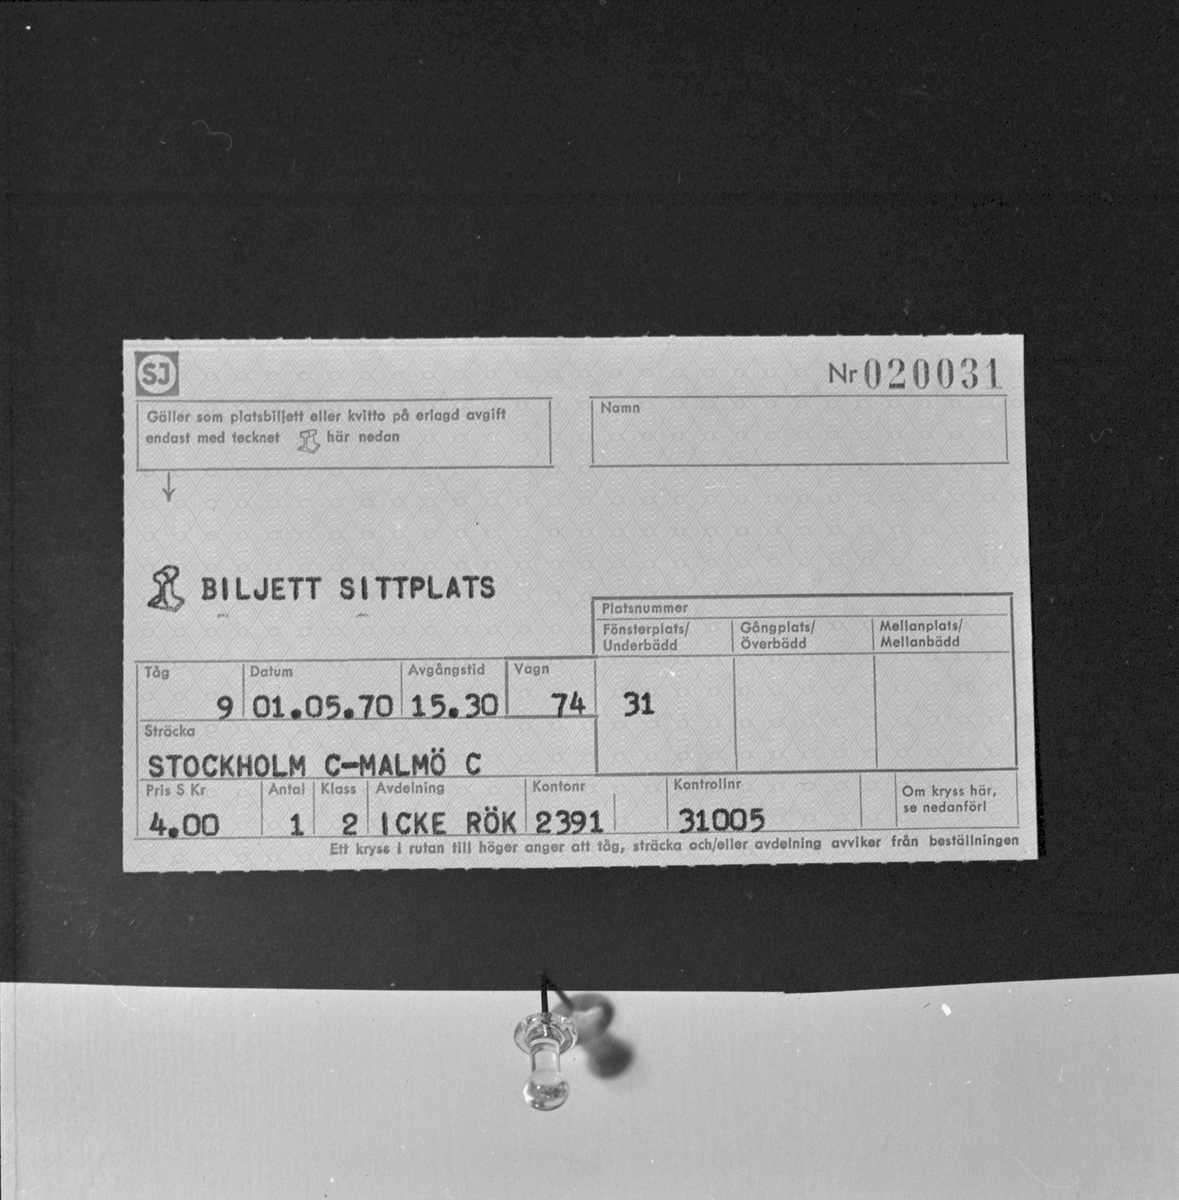 SJ
Nr 020031
Gäller som platsbiljett eller kvitto på erlagd avgift
endast med tecknet här nedan
Namn
BILJETT SITTPLATS
Platsnummer
Fönsterplats/
Underbädd
Gångplats/
Överbädd
Mellanplats/
Mellanbädd
Tåg Datum Avgångstid Vagn
9 01.05.70 15.30 74 31
Sträcka
STOCKHOLM C-MALMÖ C
Pris S Kr Antal Klass Avdelning Kontonr Kontrollnr
Om kryss här,
se nedanför!
4.00 1 2 ICKE RÖK 2391 31005
Ett kryss i rutan till höger anger att tåg, sträcka och/eller avdelning avviker från beställningen